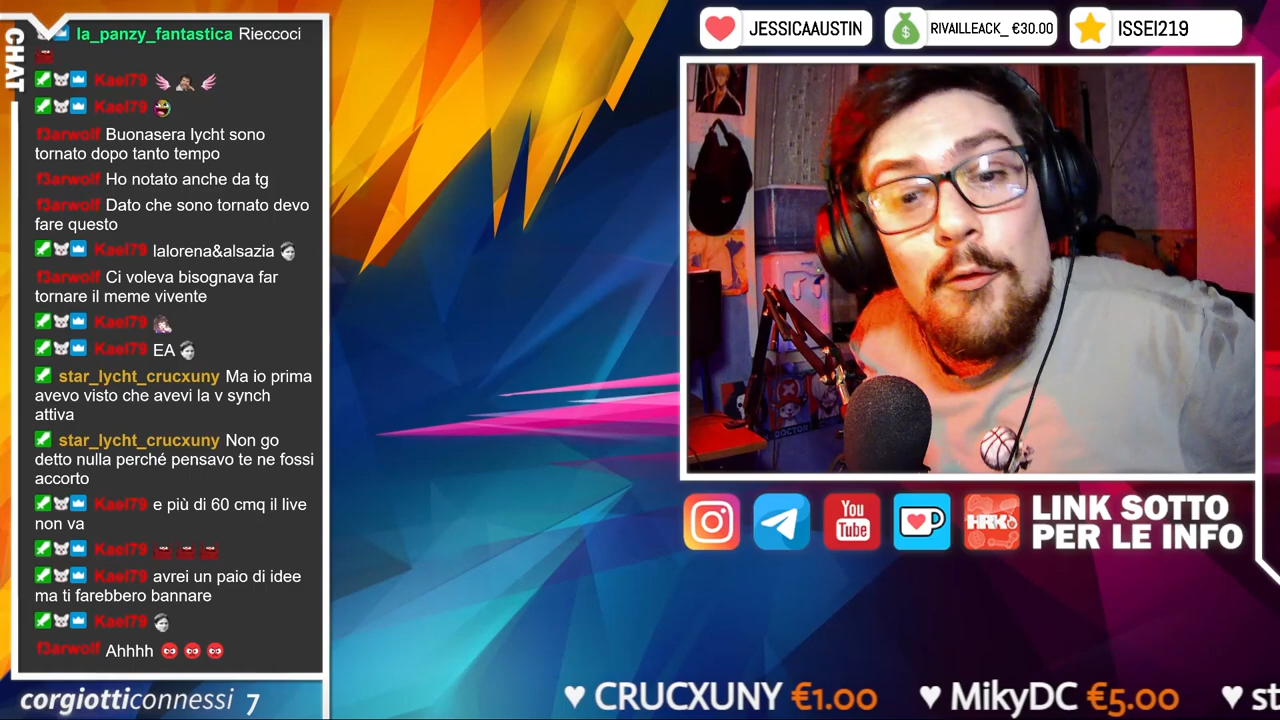 CHAT
la_panzy_fantastica Rieccoci
Kael79
Kael79
f3arwolf Buonasera lycht sono
tornato dopo tanto tempo
f3arwolf Ho notato anche da tg
f3arwolf Dato che sono tornato devo
fare questo
Kael79 lalorena&alsazia
f3arwolf Ci voleva bisognava far
tornare il meme vivente
Kael79
Kael79 EA
star_lycht_crucxuny Ma io prima
avevo visto che avevi la v synch
attiva
star_lycht_crucxuny Non go
detto nulla perché pensavo te ne fossi
accorto
Kael79 e più di 60 cmq il live
non va
Kael79
Kael79 avrei un paio di idee
ma ti farebbero bannare
Kael79
f3arwolf Ahhhh
corgiotticonnessi 7
JESSICAAUSTIN
RIVAILLEACK_ €30.00
ISSEI219
DOCTOR
You
Tube
HRK
LINK SOTTO
PER LE INFO
♥ CRUCXUNY €1.00 ♥ MikyDC €5.00 ♥ st